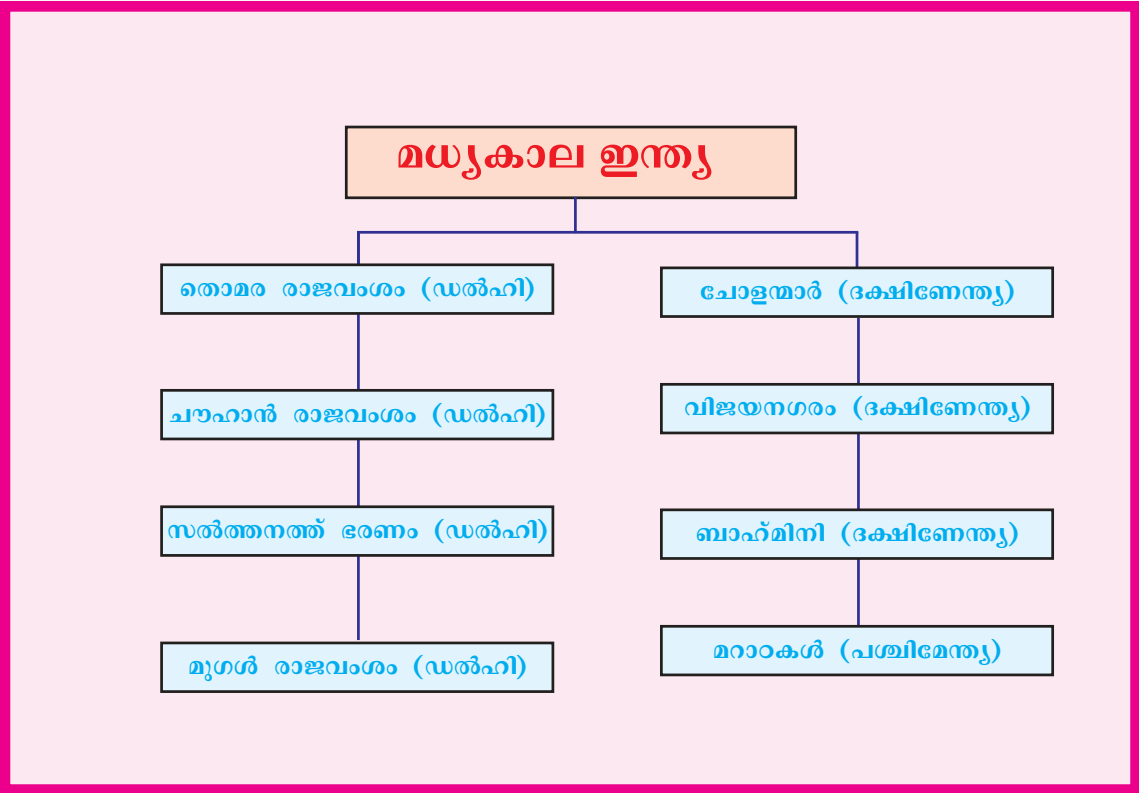 മധ്യകാല ഇന്ത്യ
തൊമര രാജവംശം (ഡൽഹി)
ചൗഹാൻ രാജവംശം (ഡൽഹി)
സൽത്തനത്ത് ഭരണം (ഡൽഹി)
മുഗൾ രാജവംശം (ഡൽഹി)
ചോളന്മാർ (ദക്ഷിണേന്ത്യ)
വിജയനഗരം (ദക്ഷിണേന്ത്യ)
ബാഹ്മിനി (ദക്ഷിണേന്ത്യ)
മറാഠകൾ (പശ്ചിമേന്ത്യ)